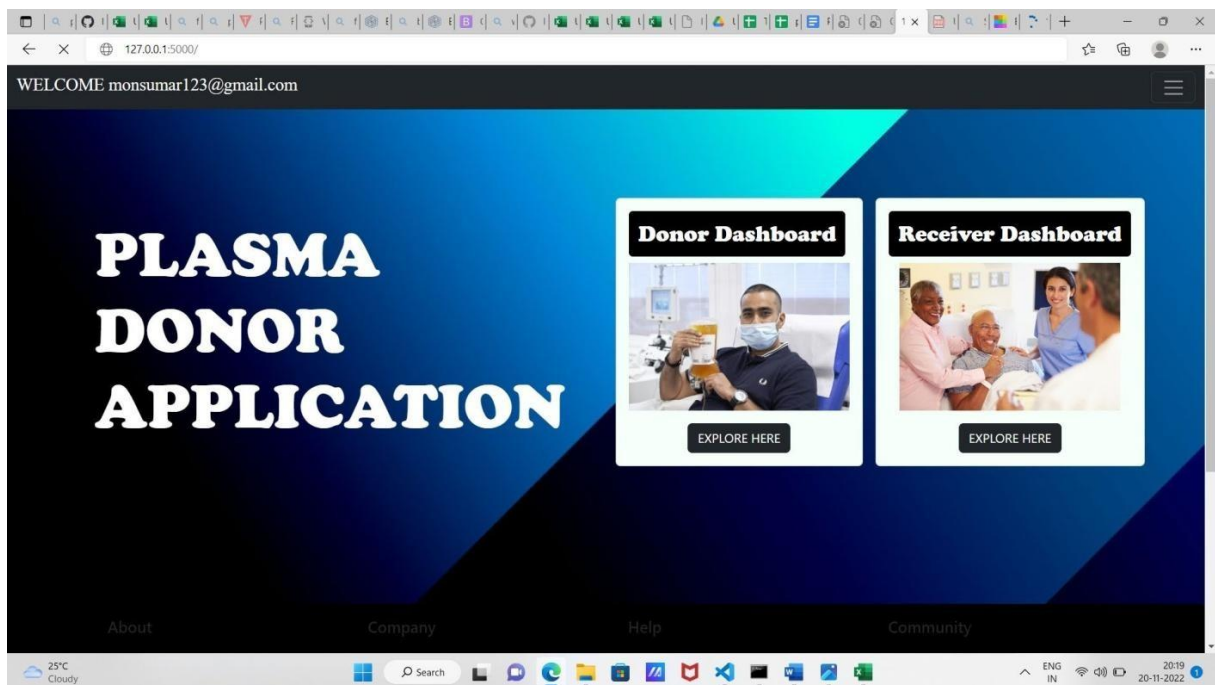 127.0.0.1:5000/
WELCOME monsumar123@gmail.com
PLASMA
DONOR
APPLICATION
Donor Dashboard
EXPLORE HERE
Receiver Dashboard
EXPLORE HERE
About
Company
Help
Community
25°C
Cloudy
Search
ENG
IN
20:19
20-11-2022
1